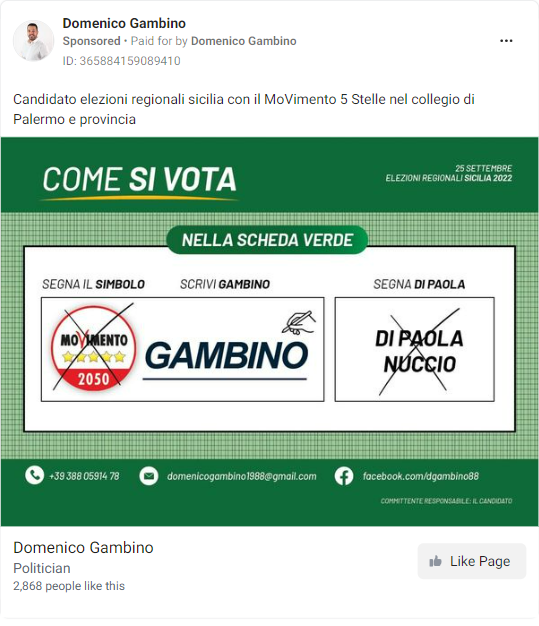 Domenico Gambino
Sponsored • Paid for by Domenico Gambino
ID: 365884159089410
Candidato elezioni regionali sicilia con il MoVimento 5 Stelle nel collegio di
Palermo e provincia
COME SI VOTA
25 SETTEMBRE
ELEZIONI REGIONALI SICILIA 2022
NELLA SCHEDA VERDE
SEGNA IL SIMBOLO
SCRIVI GAMBINO
SEGNA DI PAOLA
MOVIMENTO
2050
GAMBINO
DI PAOLA
NUCCIO
+39 388 05914 78
domenicogambino1988@gmail.com
facebook.com/dgambino88
COMMITTENTE RESPONSABILE: IL CANDIDATO
Domenico Gambino
Politician
2,868 people like this
Like Page